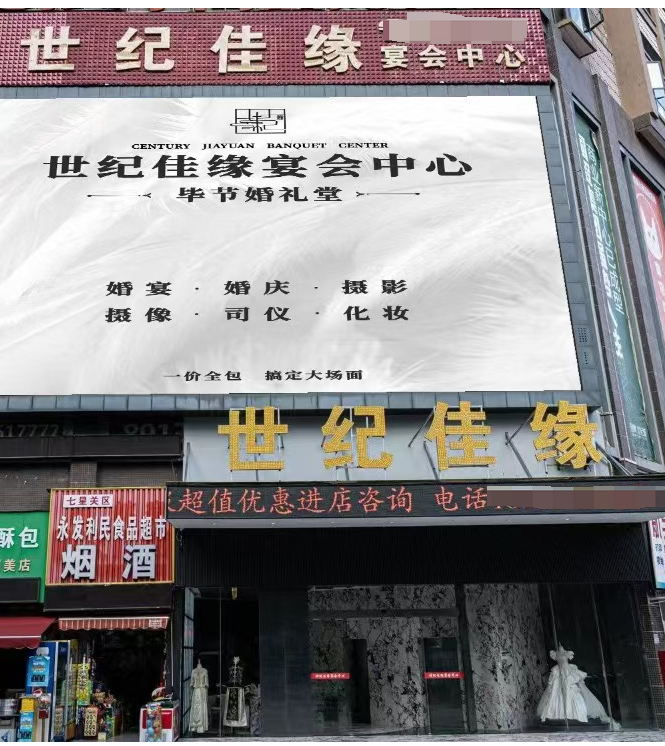 世纪佳缘 宴会中心
CENTURY JIAYUAN BANQUET CENTER
世纪佳缘宴会中心
毕节婚礼堂
婚宴·婚庆·摄影
摄像·司仪·化妆
一价全包 搞定大场面
世纪佳缘
超值优惠进店咨询 电话
七星关区
永发利民食品超市
烟酒
酥包
美店